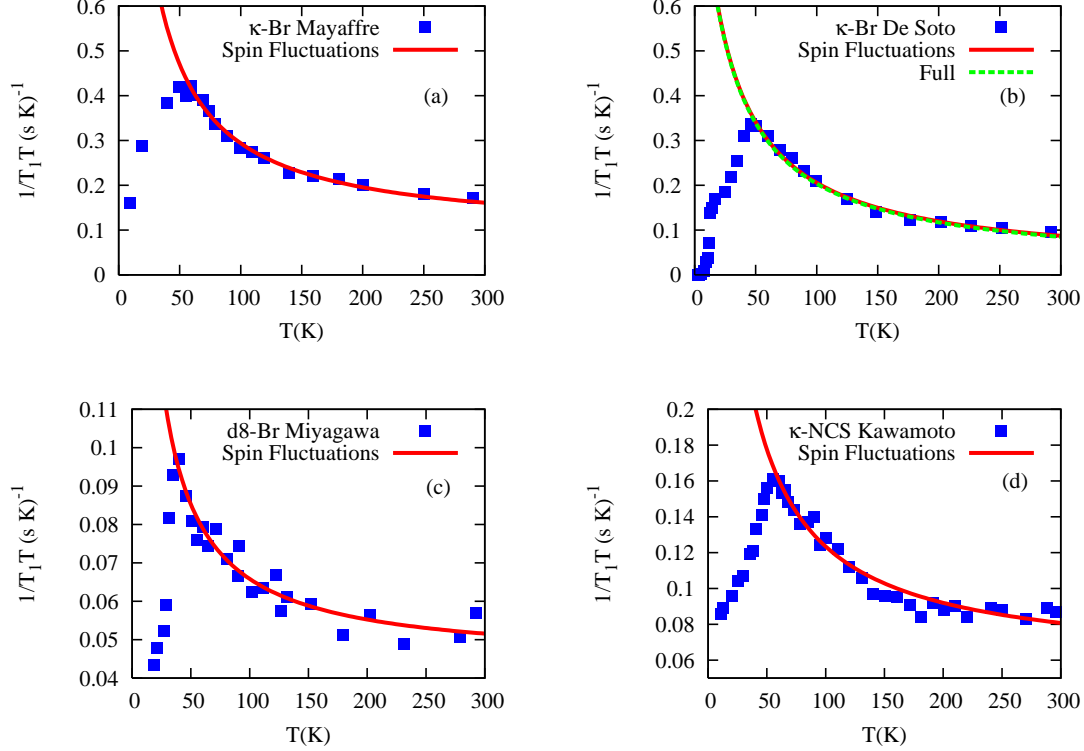 0.6
0.5
0.4
0.3
0.2
0.1
0
0 50 100 150 200 250 300
1/T₁T (s K)⁻¹
T(K)
κ-Br Mayaffre
Spin Fluctuations
(a)
0.6
0.5
0.4
0.3
0.2
0.1
0
0 50 100 150 200 250 300
1/T₁T (s K)⁻¹
T(K)
κ-Br De Soto
Spin Fluctuations
Full
(b)
0.11
0.1
0.09
0.08
0.07
0.06
0.05
0.04
0 50 100 150 200 250 300
1/T₁T (s K)⁻¹
T(K)
d8-Br Miyagawa
Spin Fluctuations
(c)
0.2
0.18
0.16
0.14
0.12
0.1
0.08
0.06
0 50 100 150 200 250 300
1/T₁T (s K)⁻¹
T(K)
κ-NCS Kawamoto
Spin Fluctuations
(d)